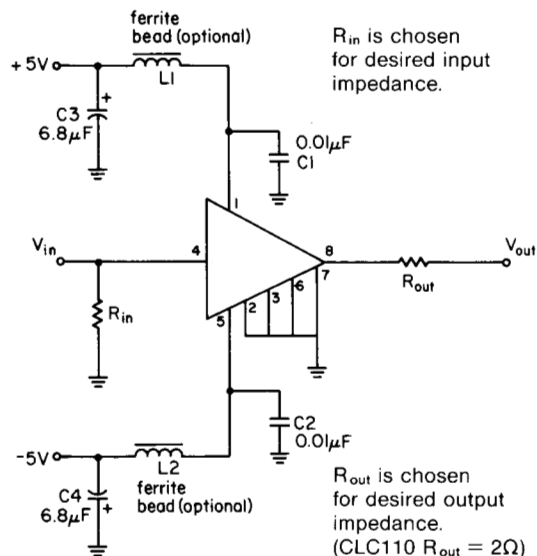 ferrite
bead (optional)
R_in is chosen
for desired input
impedance.
+5V
L1
+
C3
6.8μF
0.01μF
C1
1
V_in
4
8
V_out
7
6
3
2
5
R_in
R_out
C2
0.01μF
-5V
L2
ferrite
bead (optional)
C4
6.8μF
+
R_out is chosen
for desired output
impedance.
(CLC110 R_out = 2Ω)